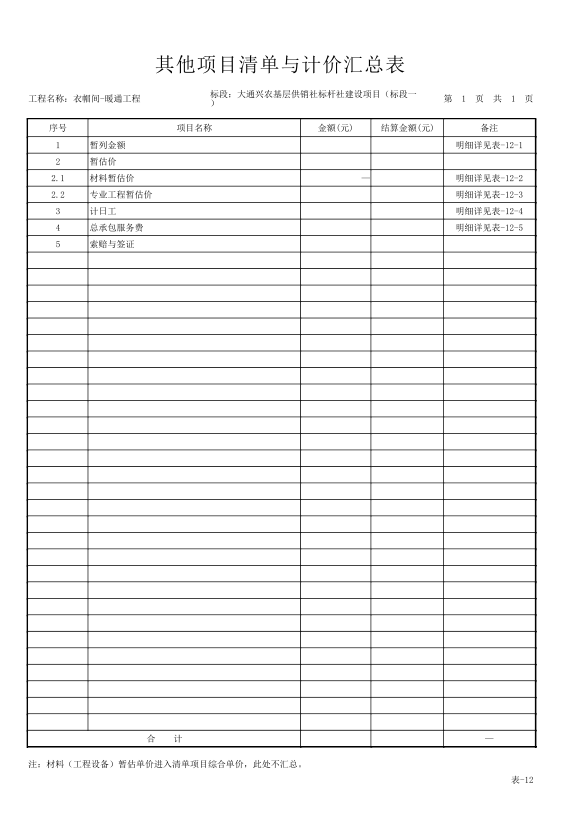 其他项目清单与计价汇总表
工程名称：衣帽间-暖通工程 标段：大通兴农基层供销社标杆社建设项目（标段一） 第 1 页 共 1 页
序号 项目名称 金额(元) 结算金额(元) 备注
1 暂列金额 明细详见表-12-1
2 暂估价
2.1 材料暂估价 — 明细详见表-12-2
2.2 专业工程暂估价 明细详见表-12-3
3 计日工 明细详见表-12-4
4 总承包服务费 明细详见表-12-5
5 索赔与签证
合 计 —
注：材料（工程设备）暂估单价进入清单项目综合单价，此处不汇总。
表-12